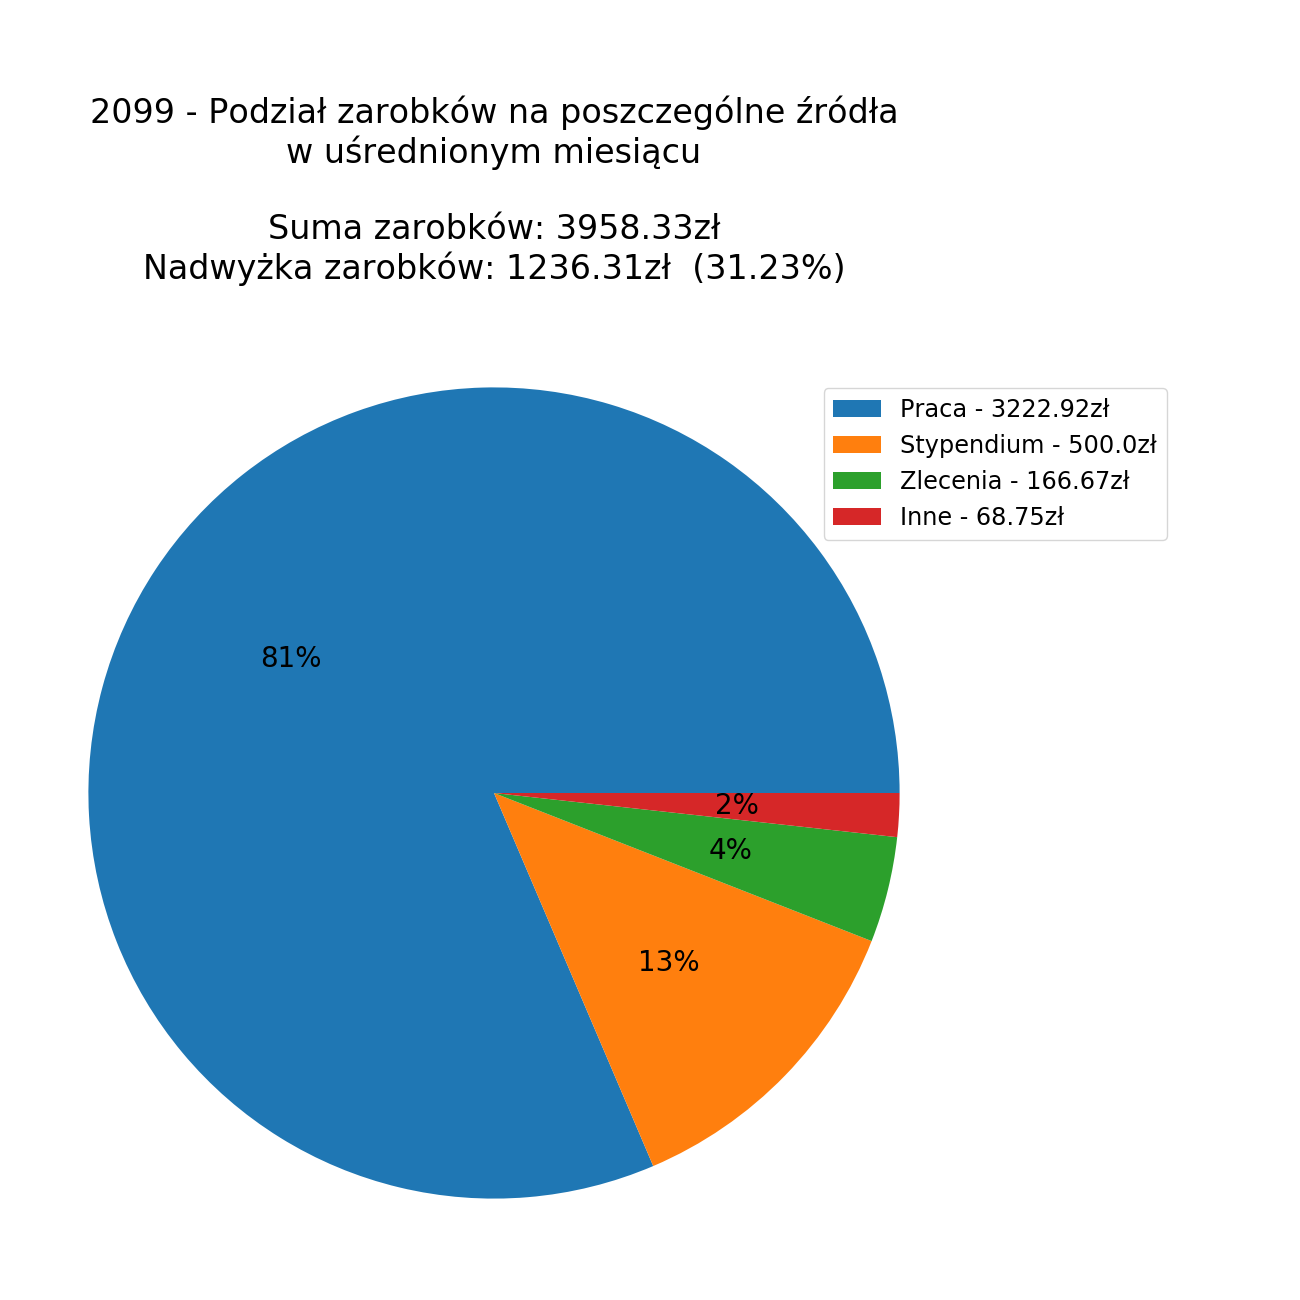 2099 - Podział zarobków na poszczególne źródła
w uśrednionym miesiącu
Suma zarobków: 3958.33zł
Nadwyżka zarobków: 1236.31zł  (31.23%)
Praca - 3222.92zł
Stypendium - 500.0zł
Zlecenia - 166.67zł
Inne - 68.75zł
81%
2%
4%
13%